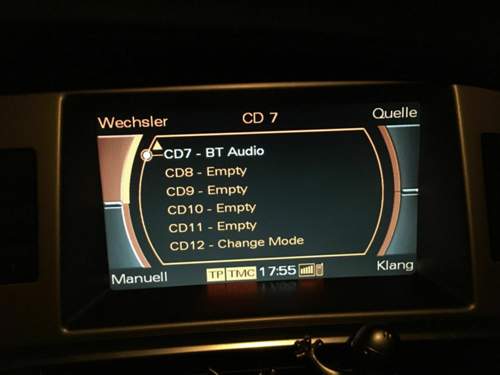 Wechsler CD 7 Quelle
CD7 - BT Audio
CD8 - Empty
CD9 - Empty
CD10 - Empty
CD11 - Empty
CD12 - Change Mode
Manuell TP TMC 17:55 Klang